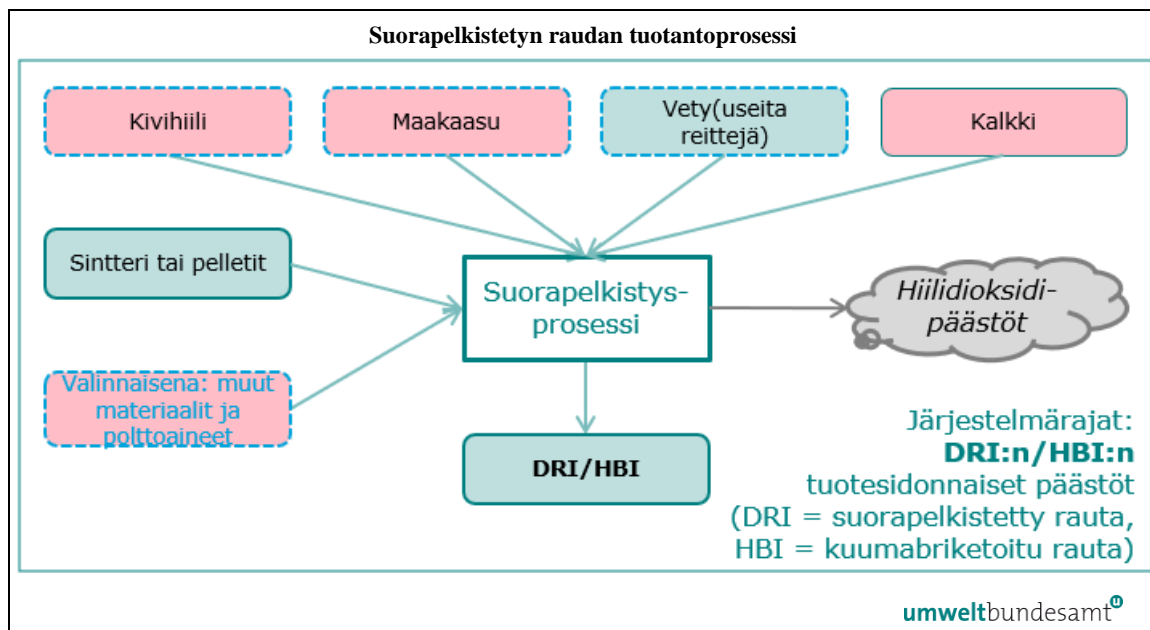 Suorapelkistetyn raudan tuotantoprosessi
Kivihiili
Maakaasu
Vety(useita
reittejä)
Kalkki
Sintteri tai pelletit
Suorapelkistys-
prosessi
Hiilidioksidi-
päästöt
Valinnaisena: muut
materiaalit ja
polttoaineet
DRI/HBI
Järjestelmärajat:
DRI:n/HBI:n
tuotesidonnaiset päästöt
(DRI = suorapelkistetty rauta,
HBI = kuumabriketoitu rauta)
umweltbundesamt